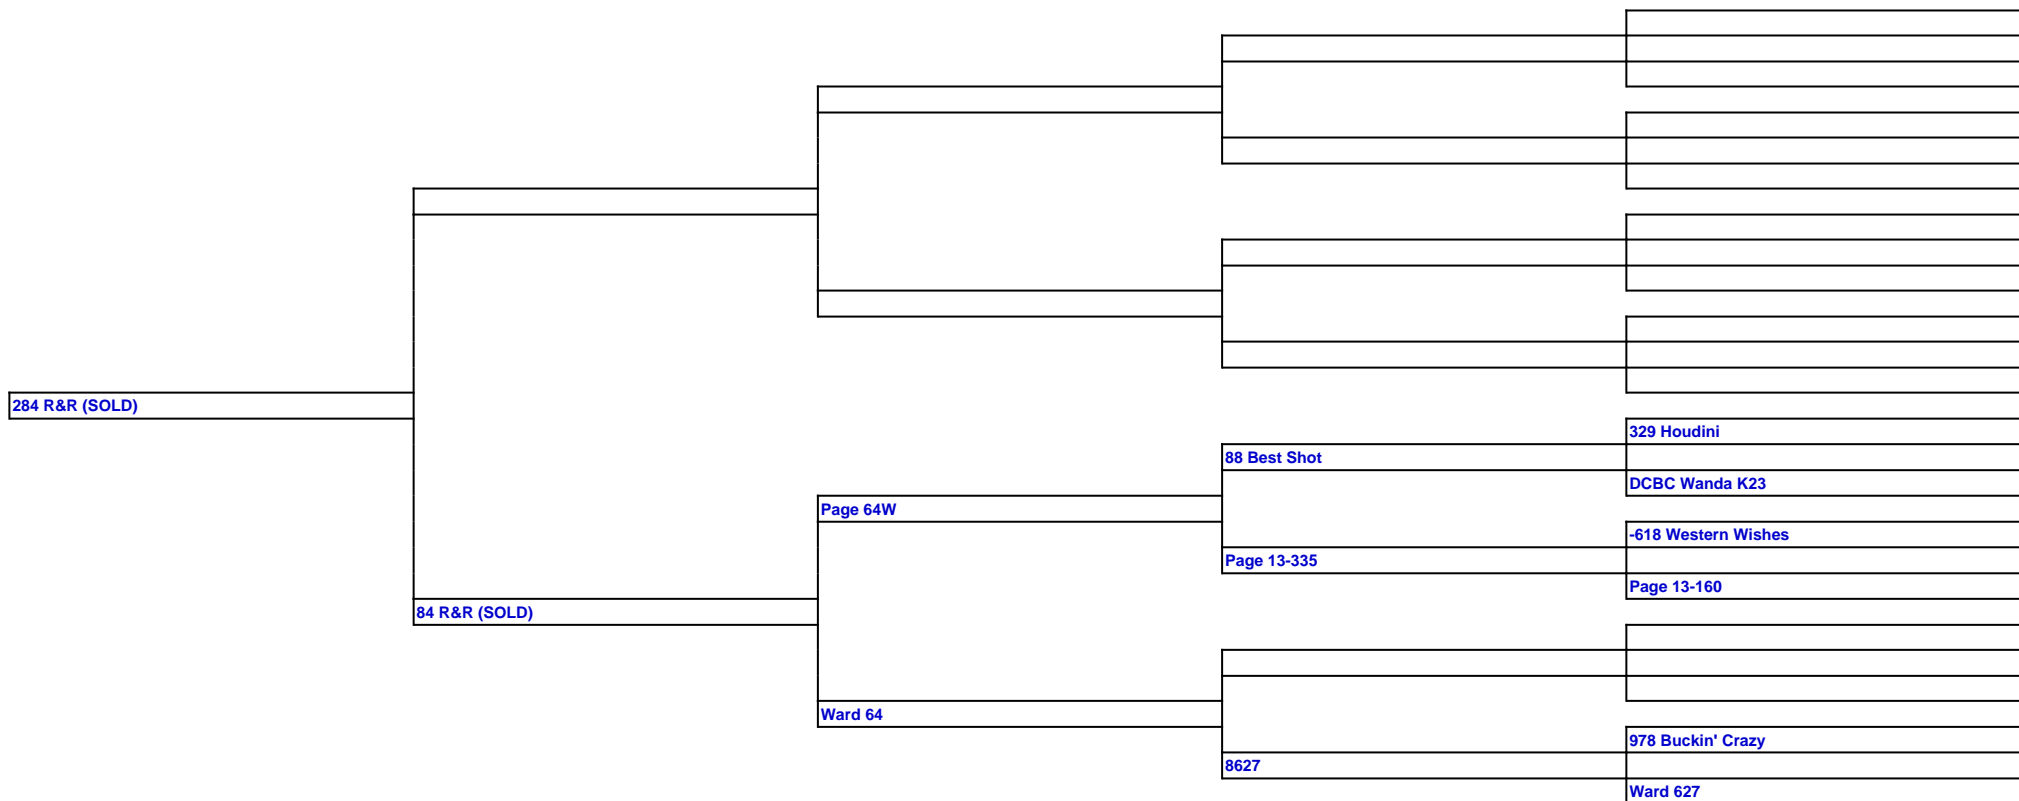 284 R&R (SOLD)
84 R&R (SOLD)
Page 64W
Ward 64
88 Best Shot
Page 13-335
8627
329 Houdini
DCBC Wanda K23
-618 Western Wishes
Page 13-160
978 Buckin' Crazy
Ward 627